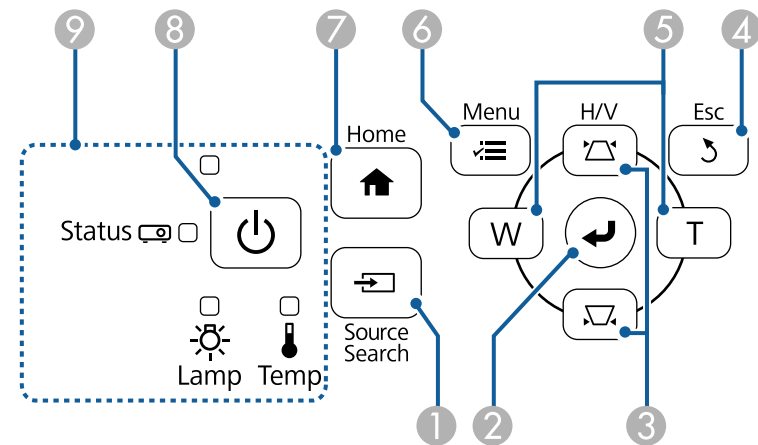 9 8 7 6 5 4
Menu H/V Esc
Home
Status
W T
Source
Search
Lamp Temp
1 2 3